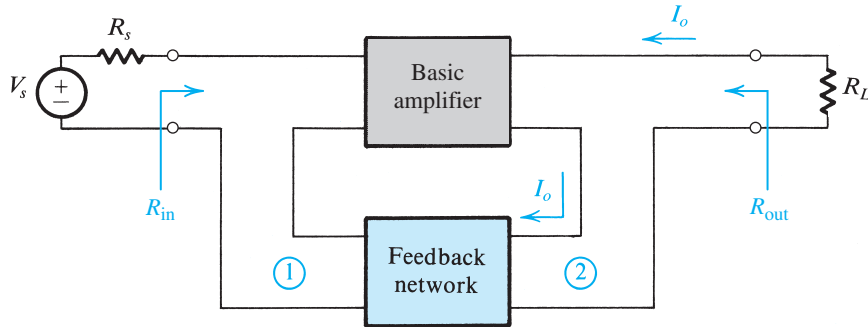 I_o
R_s
V_s
+
−
Basic
amplifier
R_L
R_in
I_o
R_out
Feedback
network
1
2